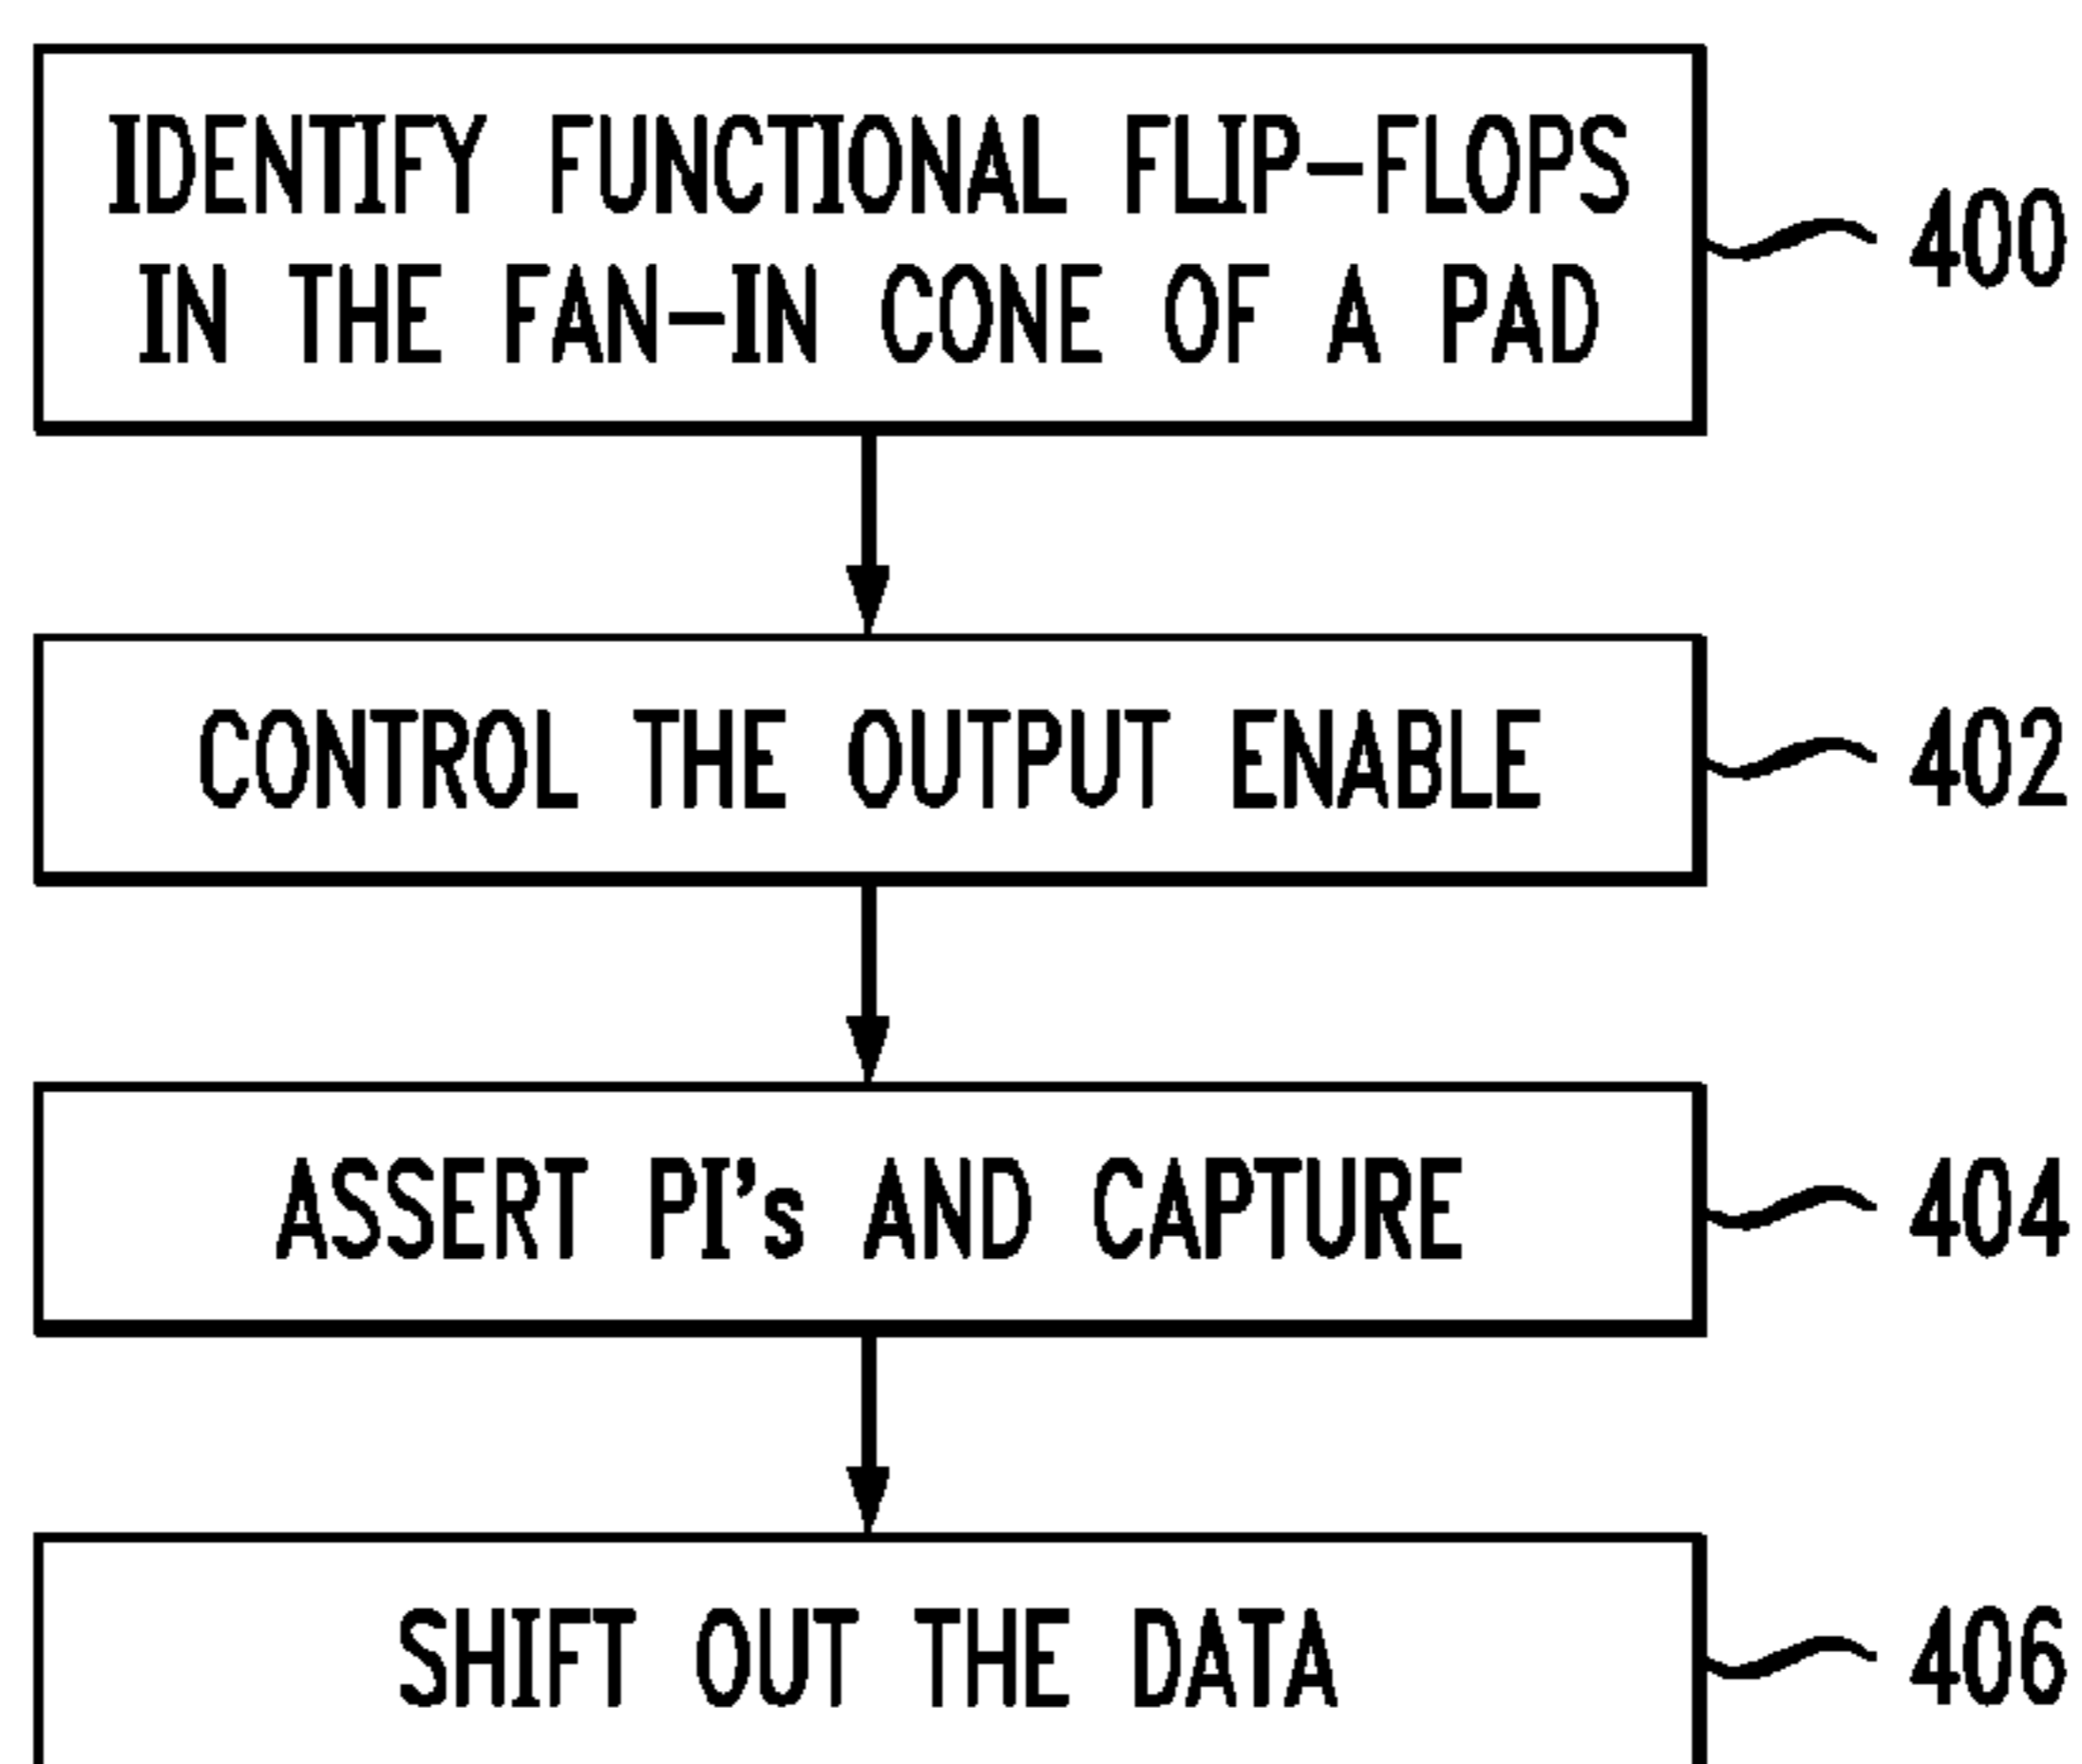 IDENTIFY FUNCTIONAL FLIP-FLOPS
IN THE FAN-IN CONE OF A PAD
400
CONTROL THE OUTPUT ENABLE
402
ASSERT PI's AND CAPTURE
404
SHIFT OUT THE DATA
406